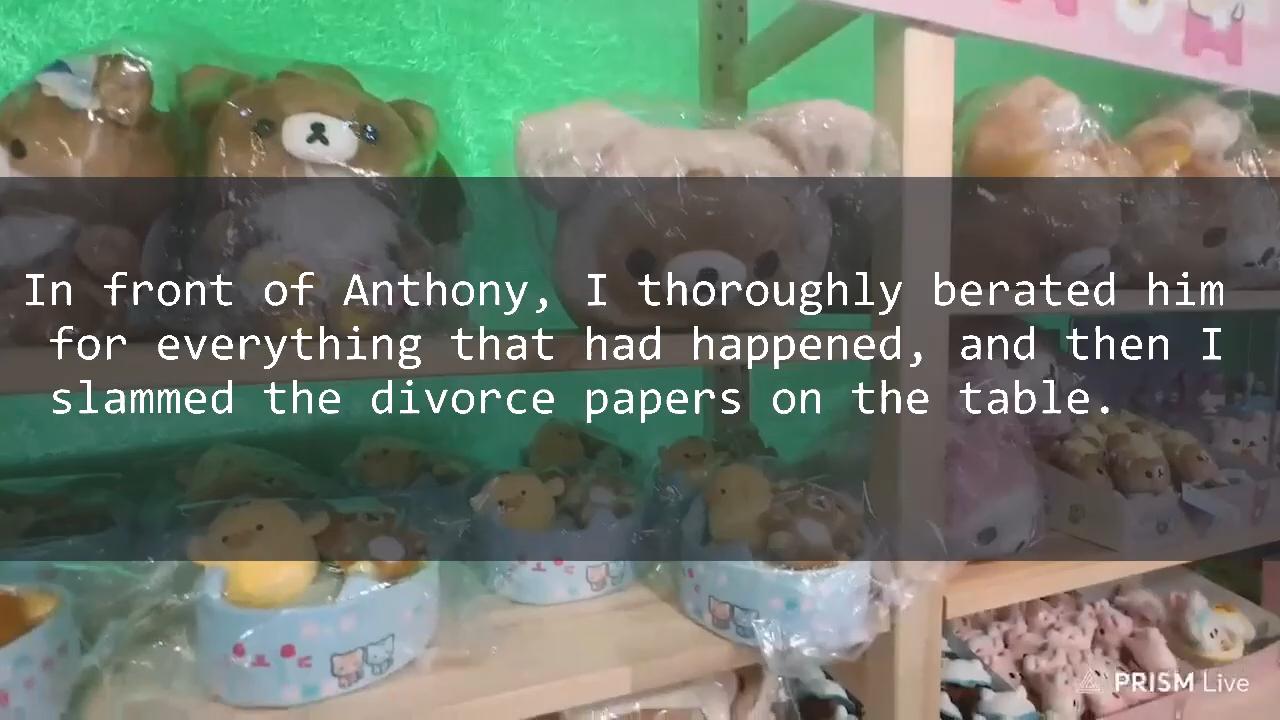 In front of Anthony, I thoroughly berated him
for everything that had happened, and then I
slammed the divorce papers on the table.
PRISM Live